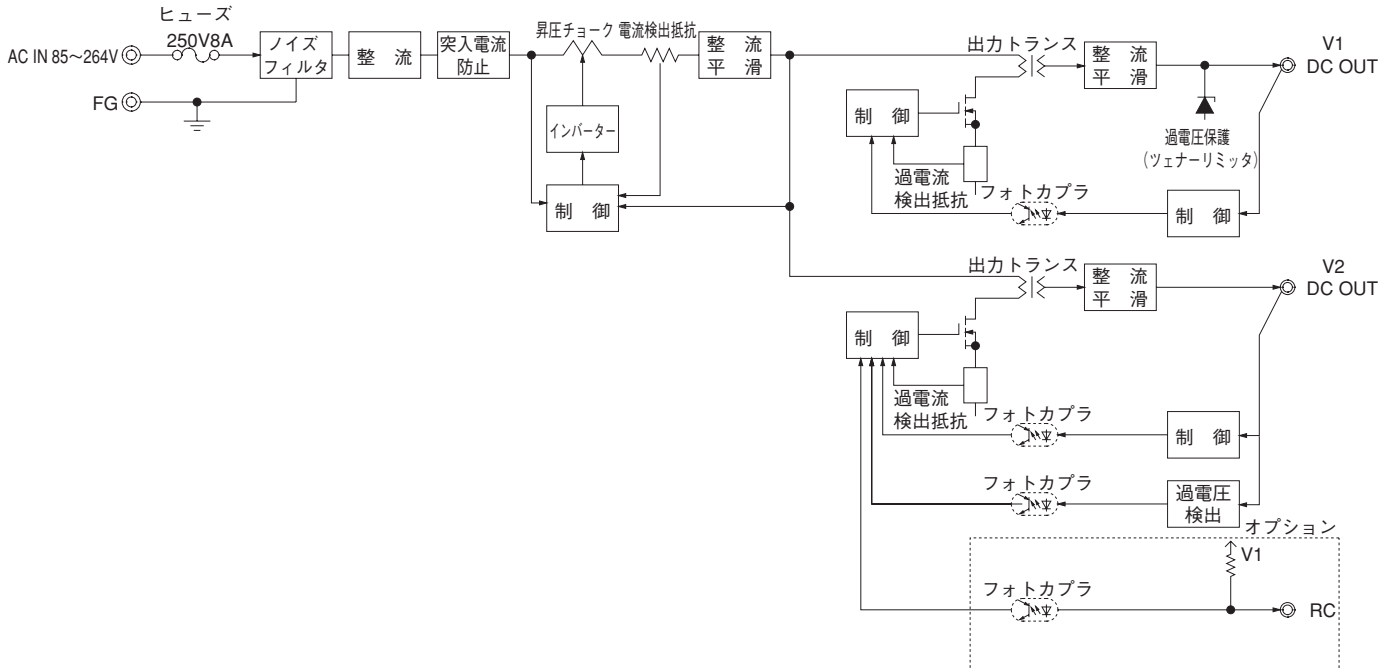 ヒューズ
250V8A
AC IN 85~264V
FG
ノイズ
フィルタ
整 流
突入電流
防止
昇圧チョーク 電流検出抵抗
整 流
平 滑
インバーター
制 御
出力トランス
整 流
平 滑
V1
DC OUT
制 御
過電流
検出抵抗
フォトカプラ
過電圧保護
(ツェナーリミッタ)
制 御
出力トランス
整 流
平 滑
V2
DC OUT
制 御
過電流
検出抵抗
フォトカプラ
制 御
フォトカプラ
過電圧
検出
オプション
V1
フォトカプラ
RC